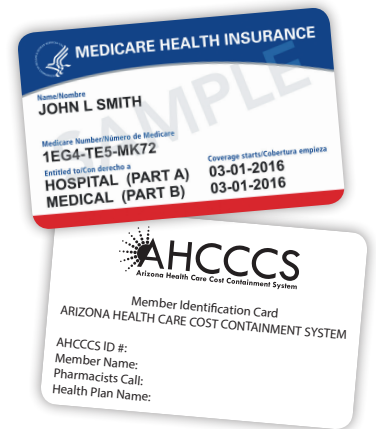 MEDICARE HEALTH INSURANCE
SAMPLE
Name/Nombre
JOHN L SMITH
Medicare Number/Número de Medicare
1EG4-TE5-MK72
Entitled to/Con derecho a
HOSPITAL (PART A)
MEDICAL (PART B)
Coverage starts/Cobertura empieza
03-01-2016
03-01-2016
AHCCCS
Arizona Health Care Cost Containment System
Member Identification Card
ARIZONA HEALTH CARE COST CONTAINMENT SYSTEM
AHCCCS ID #:
Member Name:
Pharmacists Call:
Health Plan Name: